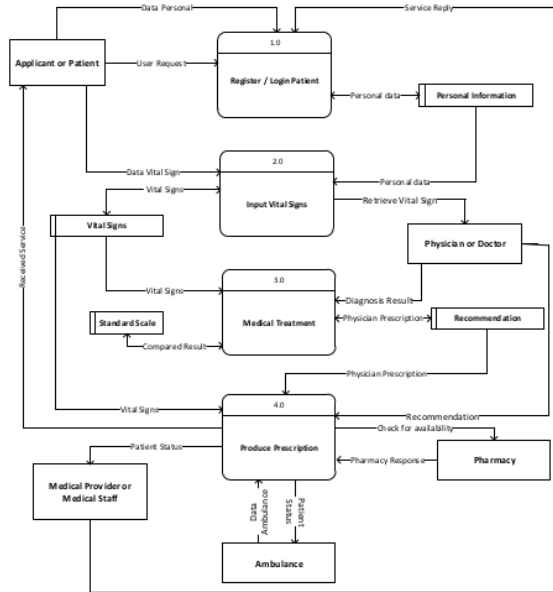 Data Personal
Service Reply
1.0
Applicant or Patient
User Request
Register / Login Patient
Personal data
Personal Information
2.0
Data Vital Sign
Personal data
Vital Signs
Input Vital Signs
Retrieve Vital Sign
Vital Signs
Physician or Doctor
Received Service
3.0
Vital Signs
Diagnosis Result
Standard Scale
Medical Treatment
Physician Prescription
Recommendation
Compared Result
Physician Prescription
4.0
Vital Signs
Recommendation
Check for availability
Patient Status
Produce Prescription
Pharmacy Response
Pharmacy
Medical Provider or
Medical Staff
Data
Ambulance
Patient
Status
Ambulance